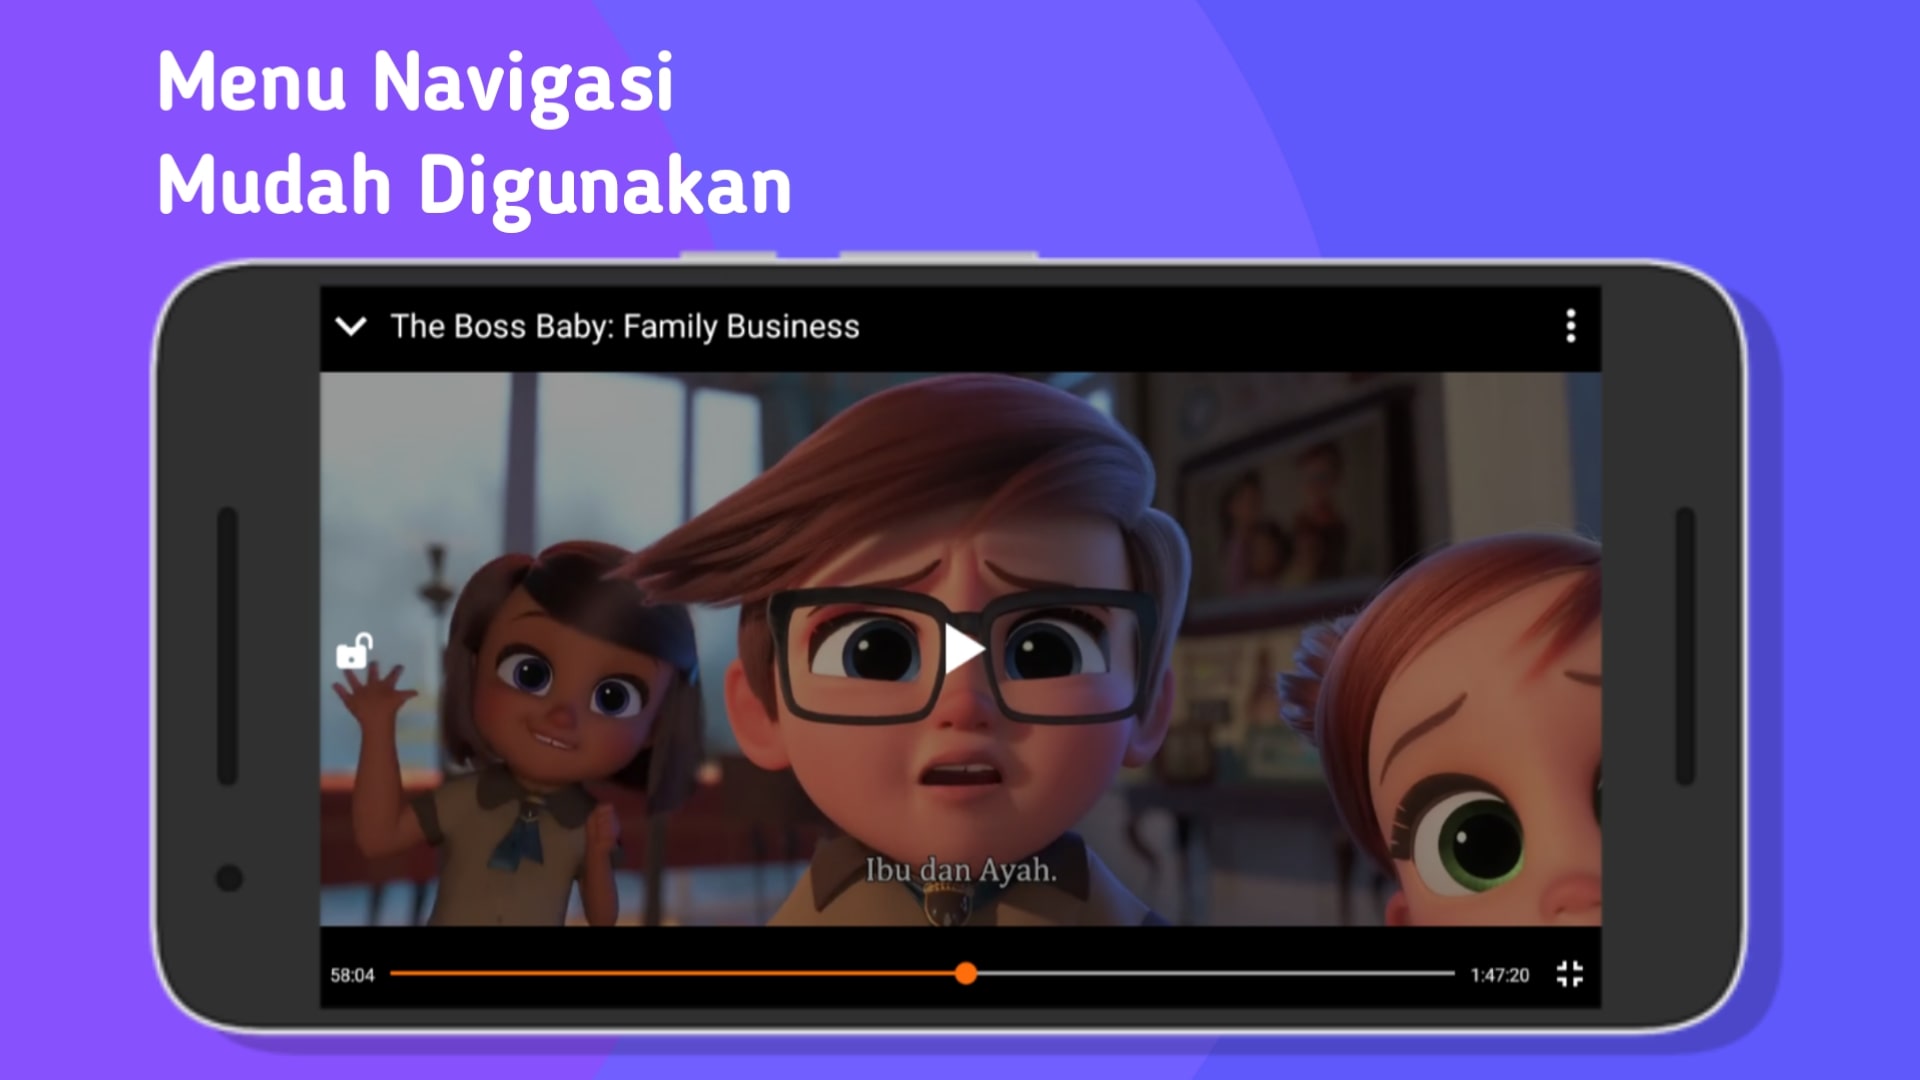 Menu Navigasi
Mudah Digunakan
The Boss Baby: Family Business
Ibu dan Ayah.
58:04
1:47:20